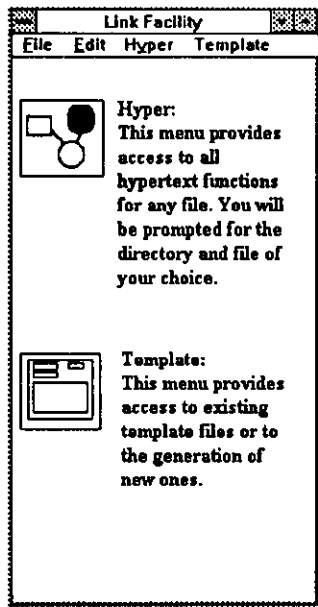 Link Facility
File Edit Hyper Template
Hyper:
This menu provides
access to all
hypertext functions
for any file. You will
be prompted for the
directory and file of
your choice.
Template:
This menu provides
access to existing
template files or to
the generation of
new ones.